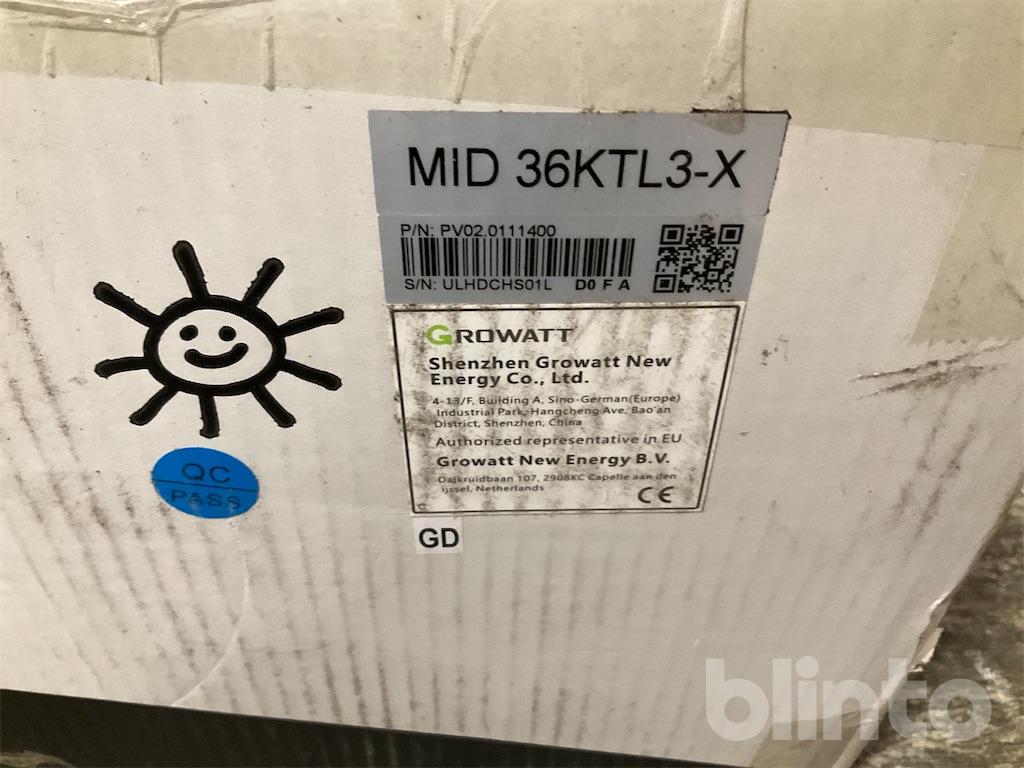 MID 36KTL3-X
P/N: PV02.0111400
S/N: ULHDCHS01L D0 F A
GROWATT
Shenzhen Growatt New
Energy Co., Ltd.
4-13/F, Building A, Sino-German(Europe)
Industrial Park, Hangcheng Ave, Bao'an
District, Shenzhen, China
Authorized representative in EU
Growatt New Energy B.V.
Dajkruidbaan 107, 2908KC Capelle aan den
ijssel, Netherlands
CE
QC
PASS
GD
blinto